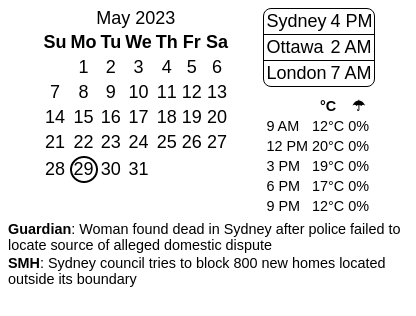 May 2023
Su Mo Tu We Th Fr Sa
1 2 3 4 5 6
7 8 9 10 11 12 13
14 15 16 17 18 19 20
21 22 23 24 25 26 27
28 29 30 31
Sydney 4 PM
Ottawa 2 AM
London 7 AM
°C ☂
9 AM 12°C 0%
12 PM 20°C 0%
3 PM 19°C 0%
6 PM 17°C 0%
9 PM 12°C 0%
Guardian: Woman found dead in Sydney after police failed to
locate source of alleged domestic dispute
SMH: Sydney council tries to block 800 new homes located
outside its boundary